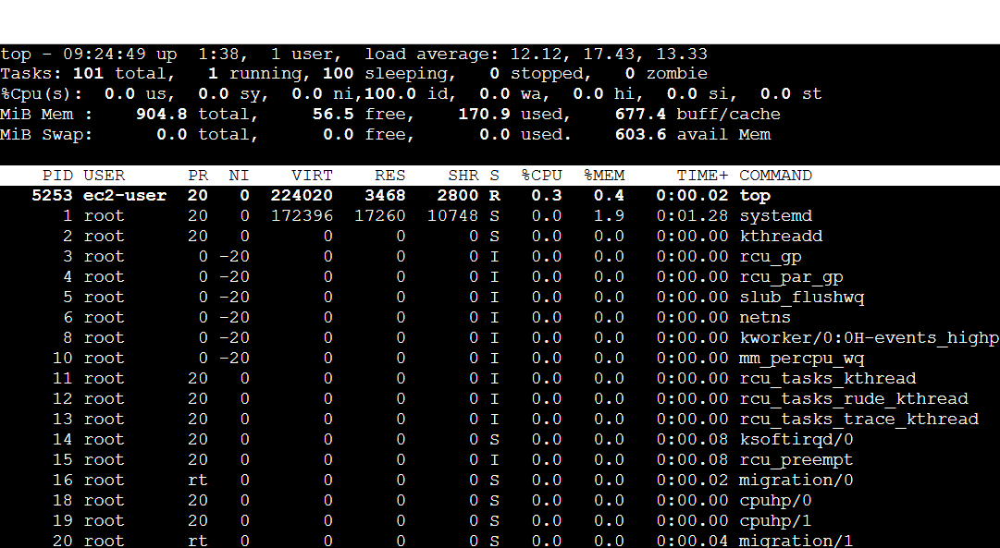 top - 09:24:49 up  1:38,  1 user,  load average: 12.12, 17.43, 13.33
Tasks: 101 total,   1 running, 100 sleeping,   0 stopped,   0 zombie
%Cpu(s):  0.0 us,  0.0 sy,  0.0 ni,100.0 id,  0.0 wa,  0.0 hi,  0.0 si,  0.0 st
MiB Mem :    904.8 total,     56.5 free,    170.9 used,    677.4 buff/cache
MiB Swap:      0.0 total,      0.0 free,      0.0 used.    603.6 avail Mem
PID USER      PR  NI    VIRT    RES    SHR S  %CPU  %MEM     TIME+ COMMAND
5253 ec2-user  20   0  224020   3468   2800 R   0.3   0.4   0:00.02 top
1 root      20   0  172396  17260  10748 S   0.0   1.9   0:01.28 systemd
2 root      20   0       0      0      0 S   0.0   0.0   0:00.00 kthreadd
3 root       0 -20       0      0      0 I   0.0   0.0   0:00.00 rcu_gp
4 root       0 -20       0      0      0 I   0.0   0.0   0:00.00 rcu_par_gp
5 root       0 -20       0      0      0 I   0.0   0.0   0:00.00 slub_flushwq
6 root       0 -20       0      0      0 I   0.0   0.0   0:00.00 netns
8 root       0 -20       0      0      0 I   0.0   0.0   0:00.00 kworker/0:0H-events_highp
10 root       0 -20       0      0      0 I   0.0   0.0   0:00.00 mm_percpu_wq
11 root      20   0       0      0      0 I   0.0   0.0   0:00.00 rcu_tasks_kthread
12 root      20   0       0      0      0 I   0.0   0.0   0:00.00 rcu_tasks_rude_kthread
13 root      20   0       0      0      0 I   0.0   0.0   0:00.00 rcu_tasks_trace_kthread
14 root      20   0       0      0      0 S   0.0   0.0   0:00.08 ksoftirqd/0
15 root      20   0       0      0      0 I   0.0   0.0   0:00.08 rcu_preempt
16 root      rt   0       0      0      0 S   0.0   0.0   0:00.02 migration/0
18 root      20   0       0      0      0 S   0.0   0.0   0:00.00 cpuhp/0
19 root      20   0       0      0      0 S   0.0   0.0   0:00.00 cpuhp/1
20 root      rt   0       0      0      0 S   0.0   0.0   0:00.04 migration/1